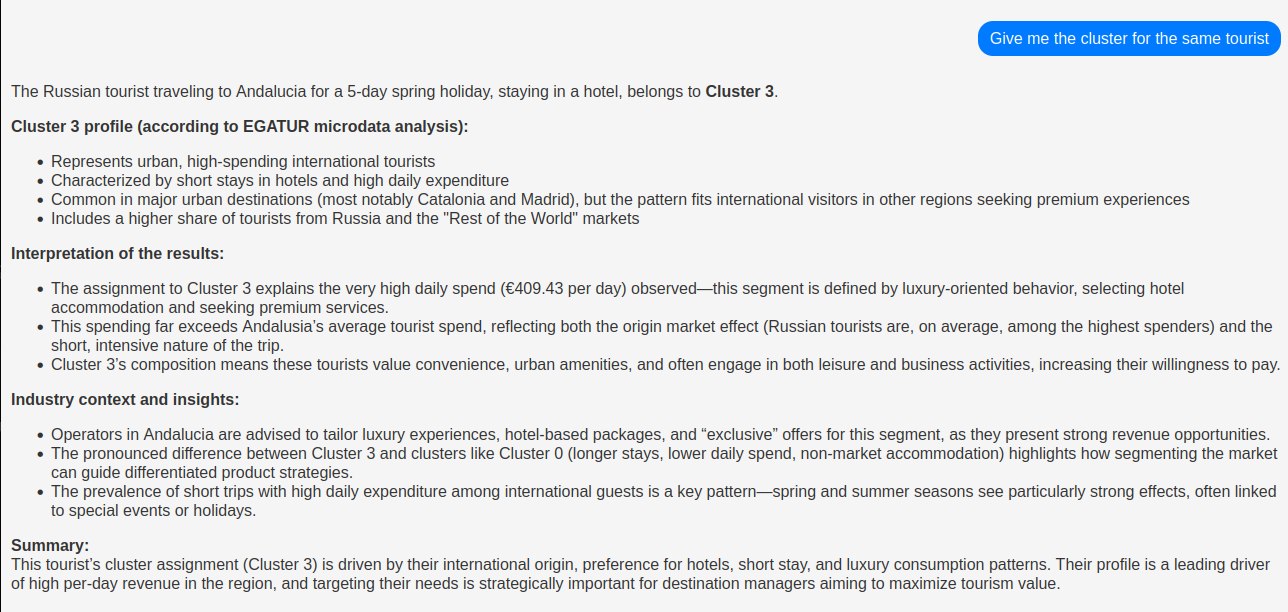 Give me the cluster for the same tourist
The Russian tourist traveling to Andalucia for a 5-day spring holiday, staying in a hotel, belongs to Cluster 3.
Cluster 3 profile (according to EGATUR microdata analysis):
• Represents urban, high-spending international tourists
• Characterized by short stays in hotels and high daily expenditure
• Common in major urban destinations (most notably Catalonia and Madrid), but the pattern fits international visitors in other regions seeking premium experiences
• Includes a higher share of tourists from Russia and the "Rest of the World" markets
Interpretation of the results:
• The assignment to Cluster 3 explains the very high daily spend (€409.43 per day) observed—this segment is defined by luxury-oriented behavior, selecting hotel
accommodation and seeking premium services.
• This spending far exceeds Andalusia’s average tourist spend, reflecting both the origin market effect (Russian tourists are, on average, among the highest spenders) and the
short, intensive nature of the trip.
• Cluster 3’s composition means these tourists value convenience, urban amenities, and often engage in both leisure and business activities, increasing their willingness to pay.
Industry context and insights:
• Operators in Andalucia are advised to tailor luxury experiences, hotel-based packages, and “exclusive” offers for this segment, as they present strong revenue opportunities.
• The pronounced difference between Cluster 3 and clusters like Cluster 0 (longer stays, lower daily spend, non-market accommodation) highlights how segmenting the market
can guide differentiated product strategies.
• The prevalence of short trips with high daily expenditure among international guests is a key pattern—spring and summer seasons see particularly strong effects, often linked
to special events or holidays.
Summary:
This tourist’s cluster assignment (Cluster 3) is driven by their international origin, preference for hotels, short stay, and luxury consumption patterns. Their profile is a leading driver
of high per-day revenue in the region, and targeting their needs is strategically important for destination managers aiming to maximize tourism value.